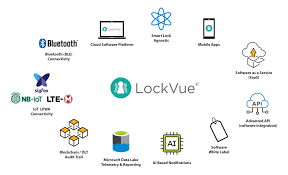 Bluetooth®
Bluetooth (BLE)
Connectivity
Cloud Software Platform
Smart Lock
Agnostic
Mobile Apps
Software as a Service
(SaaS)
sigfox
NB-IoT LTE-M
IoT LPWA
Connectivity
LockVue®
API
Advanced API
(software integration)
Blockchain / DLT
Audit Trail
Microsoft Data Lake
Telemetry & Reporting
AI
AI Based Notifications
Software
White Label